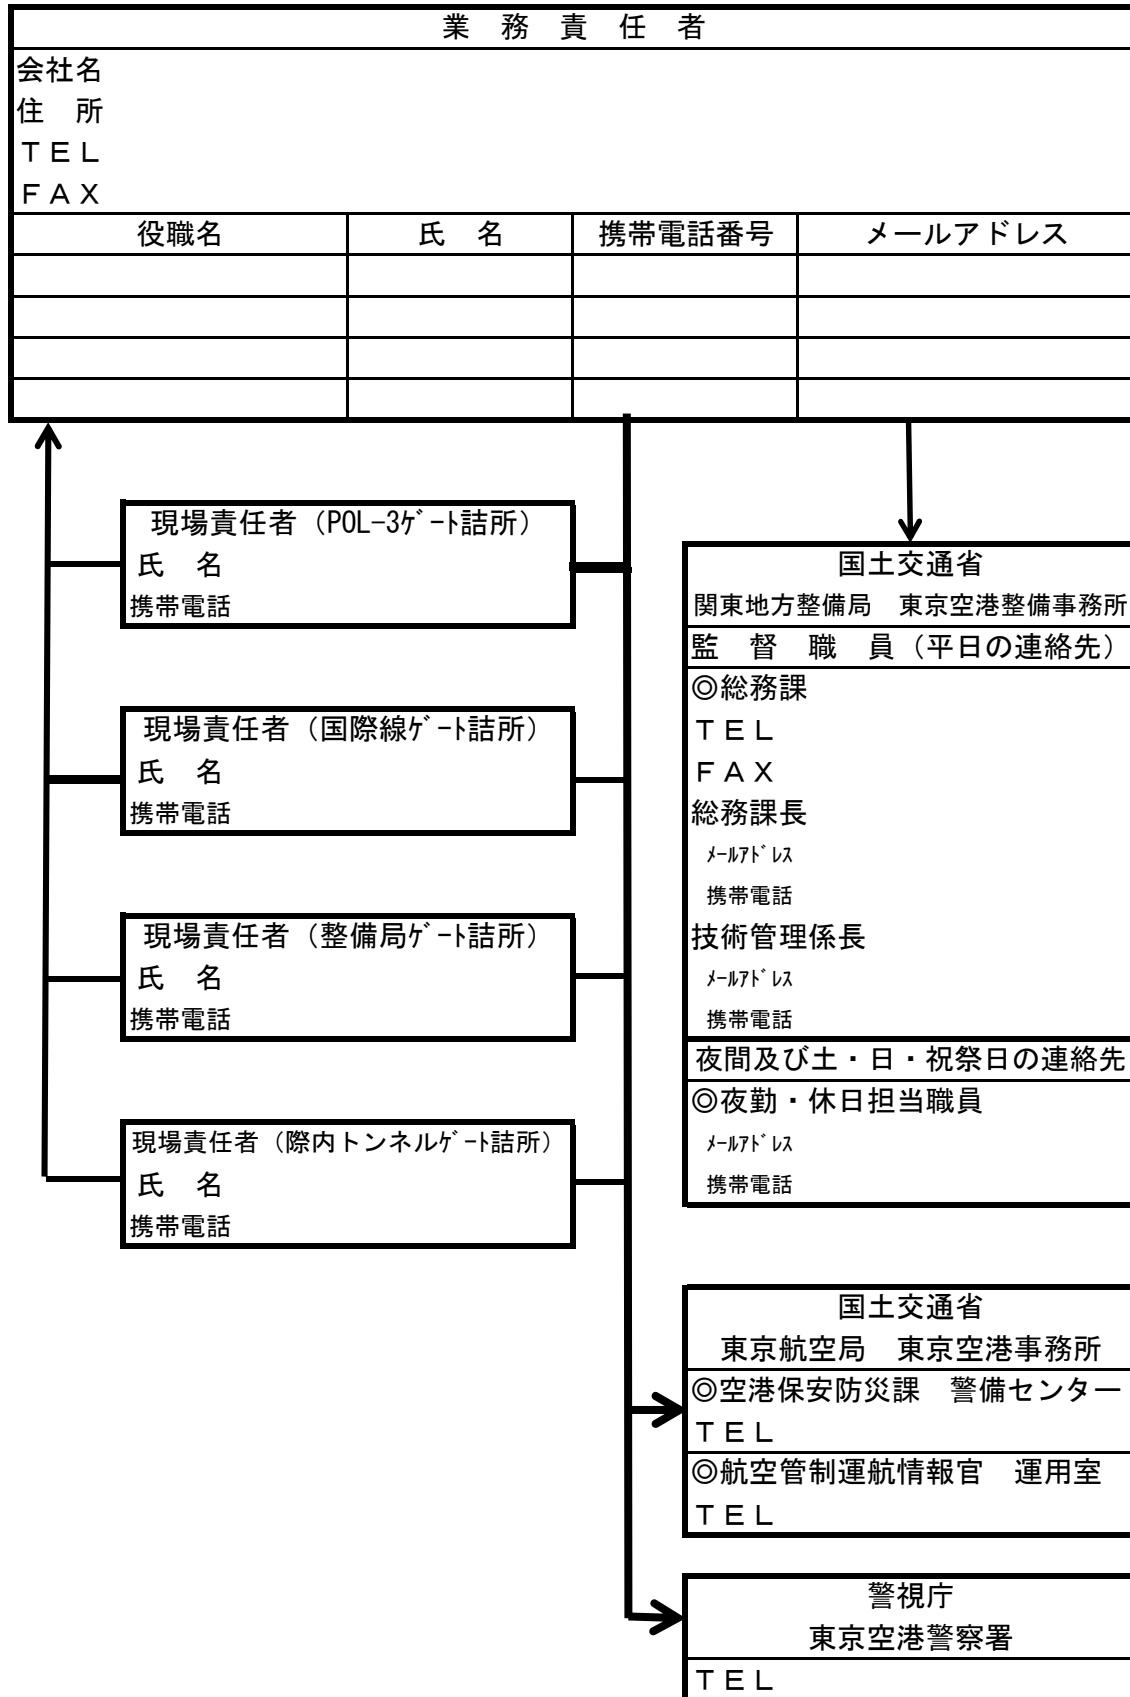 業　務　責　任　者
会社名
住　所
ＴＥＬ
ＦＡＸ
役職名　氏　名　携帯電話番号　メールアドレス
現場責任者（POL-3ｹﾞｰﾄ詰所）
氏　名
携帯電話
現場責任者（国際線ｹﾞｰﾄ詰所）
氏　名
携帯電話
現場責任者（整備局ｹﾞｰﾄ詰所）
氏　名
携帯電話
現場責任者（際内トンネルｹﾞｰﾄ詰所）
氏　名
携帯電話
国土交通省
関東地方整備局　東京空港整備事務所
監　督　職　員（平日の連絡先）
◎総務課
ＴＥＬ
ＦＡＸ
総務課長
ﾒｰﾙｱﾄﾞﾚｽ
携帯電話
技術管理係長
ﾒｰﾙｱﾄﾞﾚｽ
携帯電話
夜間及び土・日・祝祭日の連絡先
◎夜勤・休日担当職員
ﾒｰﾙｱﾄﾞﾚｽ
携帯電話
国土交通省
東京航空局　東京空港事務所
◎空港保安防災課　警備センター
ＴＥＬ
◎航空管制運航情報官　運用室
ＴＥＬ
警視庁
東京空港警察署
ＴＥＬ